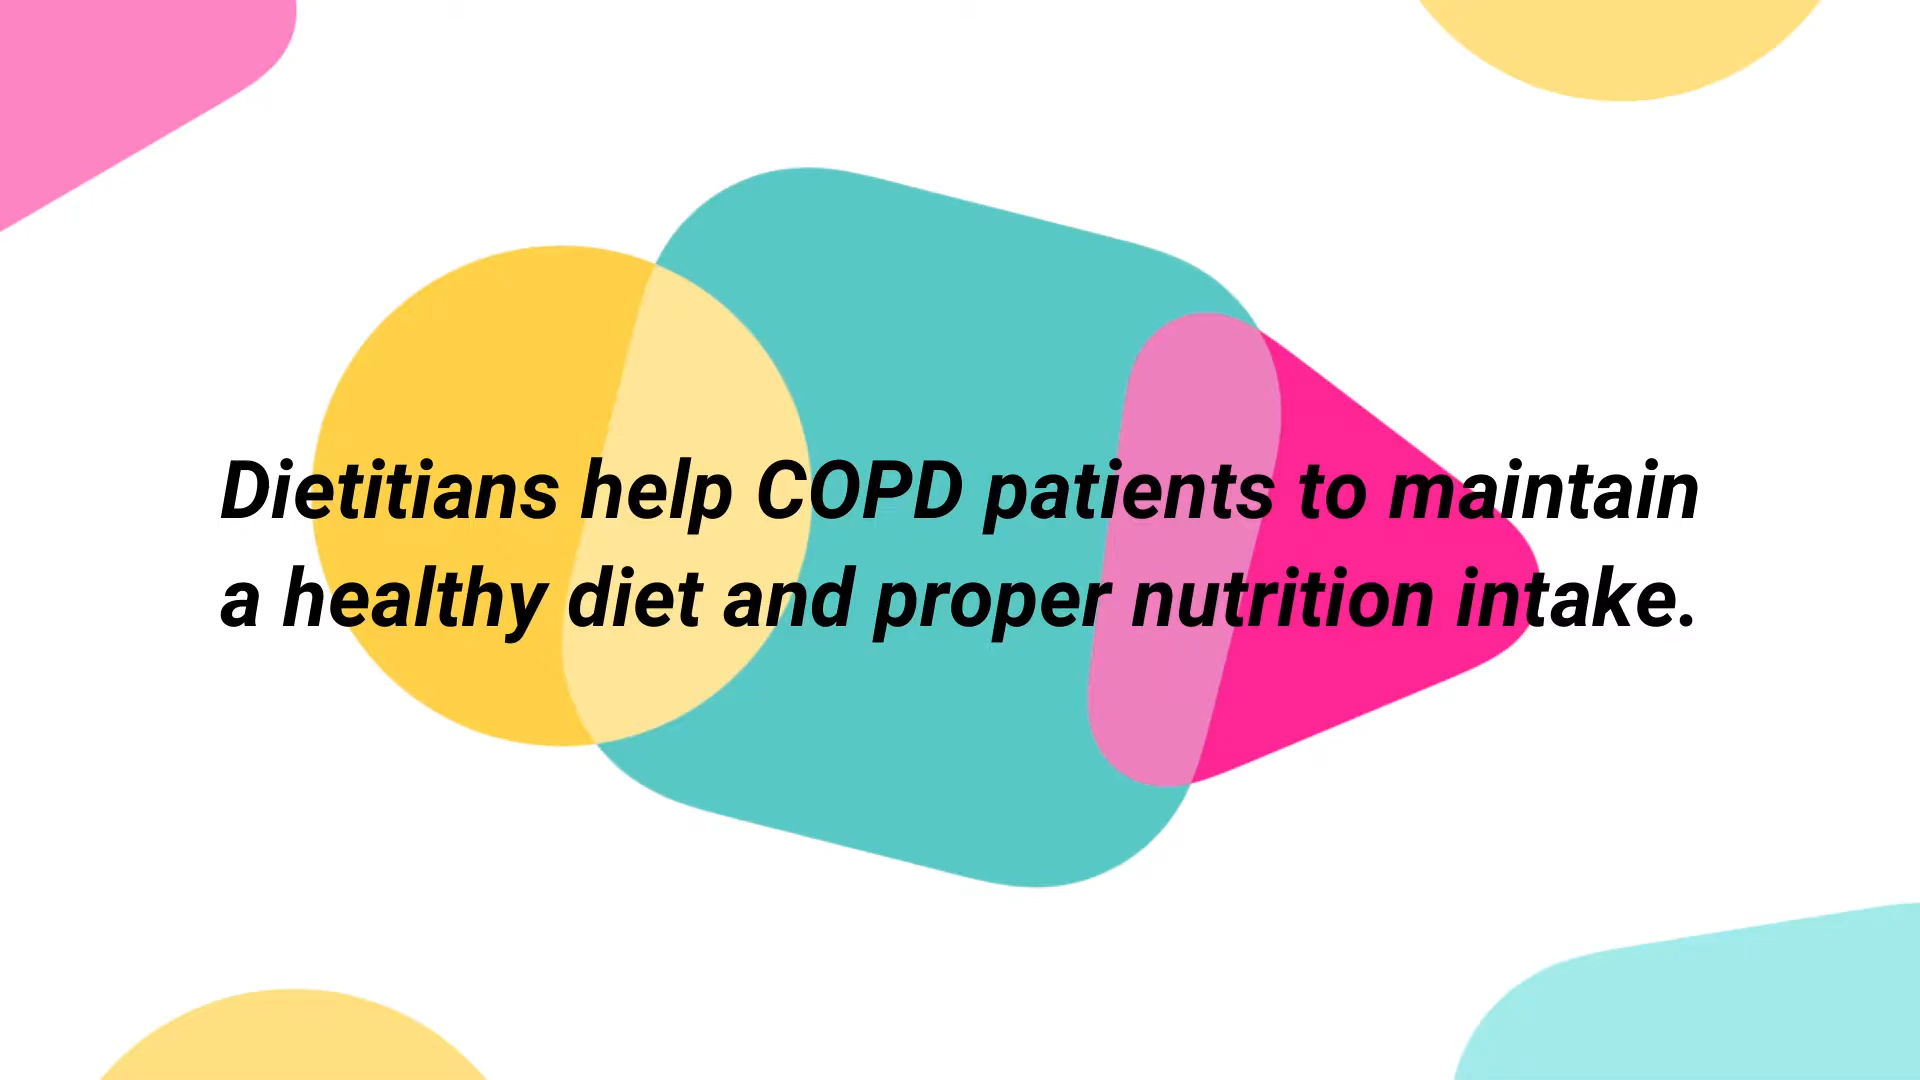 Dietitians help COPD patients to maintain
a healthy diet and proper nutrition intake.